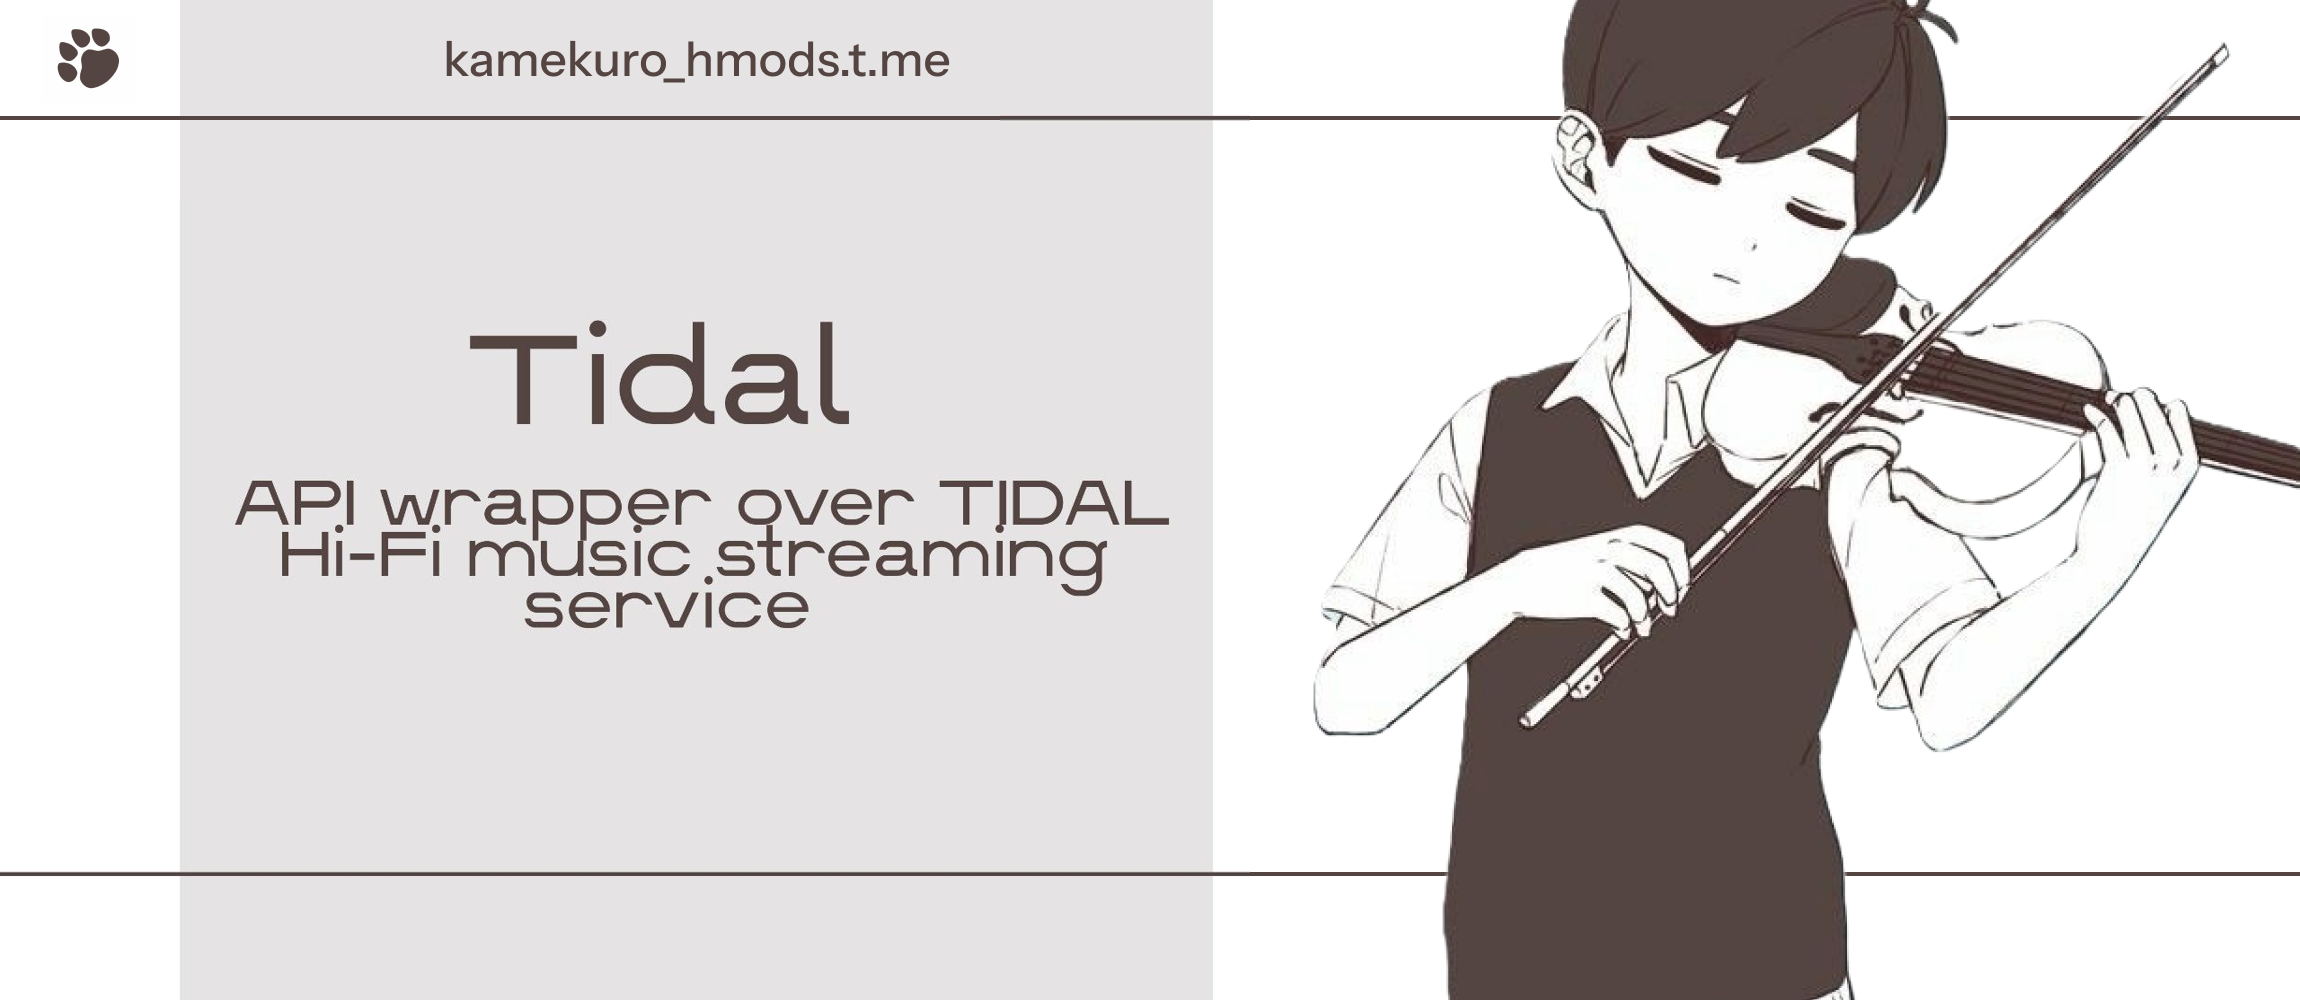 kamekuro_hmods.t.me
Tidal
API wrapper over TIDAL
Hi-Fi music streaming
service